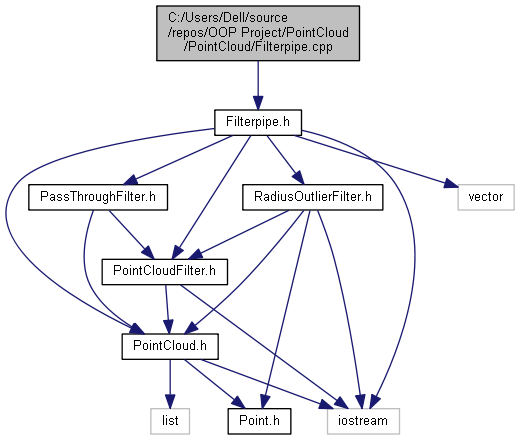 C:/Users/Dell/source
/repos/OOP Project/PointCloud
/PointCloud/Filterpipe.cpp
Filterpipe.h
PassThroughFilter.h
RadiusOutlierFilter.h
vector
PointCloudFilter.h
PointCloud.h
list
Point.h
iostream